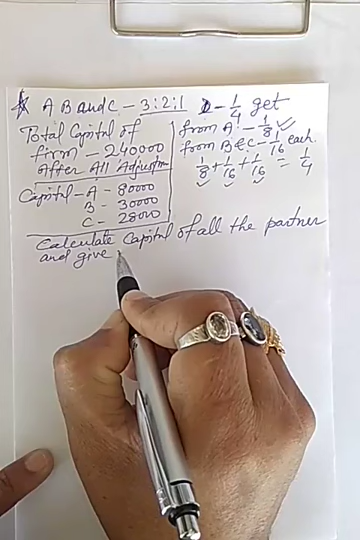 * A B and C - 3:2:1 D - 1/4 get
Total Capital of
firm - 240000
After All Adjustm
Capital - A - 80000
B - 30000
C - 28000
from A - 1/8 ✓
from B & C - 1/16 each
1/8 + 1/16 + 1/16 = 1/4
Calculate Capital of all the partner
and give